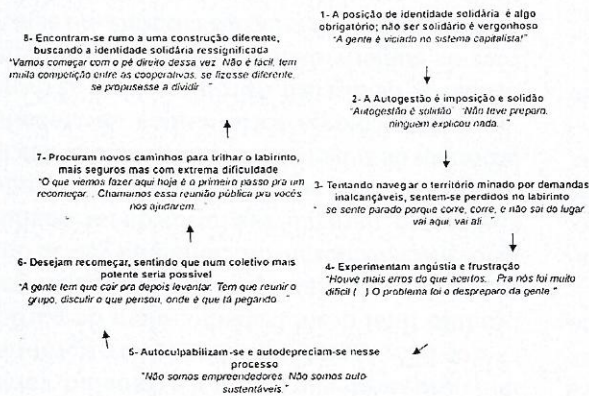 1- A posição de identidade solidária é algo
obrigatório; não ser solidário é vergonhoso
"A gente é viciado no sistema capitalista!"
2- A Autogestão é imposição e solidão
"Autogestão é solidão. "Não teve preparo,
ninguém explicou nada. "
3- Tentando navegar o território minado por demandas
inalcançáveis, sentem-se perdidos no labirinto
" se sente parado porque corre, corre, e não sai do lugar
vai aqui, vai ali. "
4- Experimentam angústia e frustração
"Houve mais erros do que acertos. Pra nós foi muito
difícil ( ) O problema foi o despreparo da gente "
5- Autoculpabilizam-se e autodepreciam-se nesse
processo
"Não somos empreendedores. Não somos auto-
sustentáveis."
6- Desejam recomeçar, sentindo que num coletivo mais
potente seria possível
"A gente tem que cair pra depois levantar. Tem que reunir o
grupo, discutir o que pensou, onde é que tá pegando. "
7- Procuram novos caminhos para trilhar o labirinto,
mais seguros mas com extrema dificuldade
"O que viemos fazer aqui hoje é o primeiro passo pra um
recomeçar. . Chamamos essa reunião pública pra vocês
nos ajudarem. "
8- Encontram-se rumo a uma construção diferente,
buscando a identidade solidária ressignificada
"Vamos começar com o pé direito dessa vez. Não é fácil, tem
muita competição entre as cooperativas, se fizesse diferente,
se propusesse a dividir. "